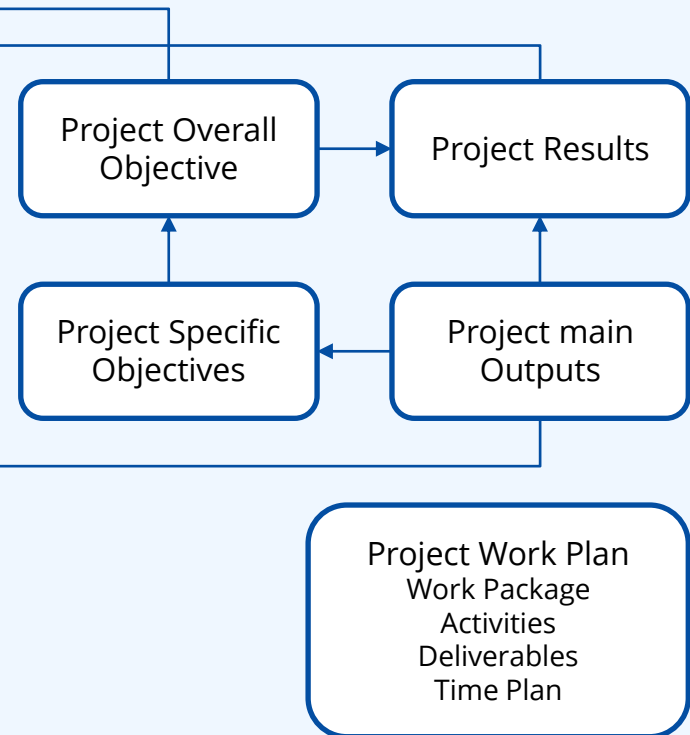 Project Overall
Objective
Project Results
Project Specific
Objectives
Project main
Outputs
Project Work Plan
Work Package
Activities
Deliverables
Time Plan